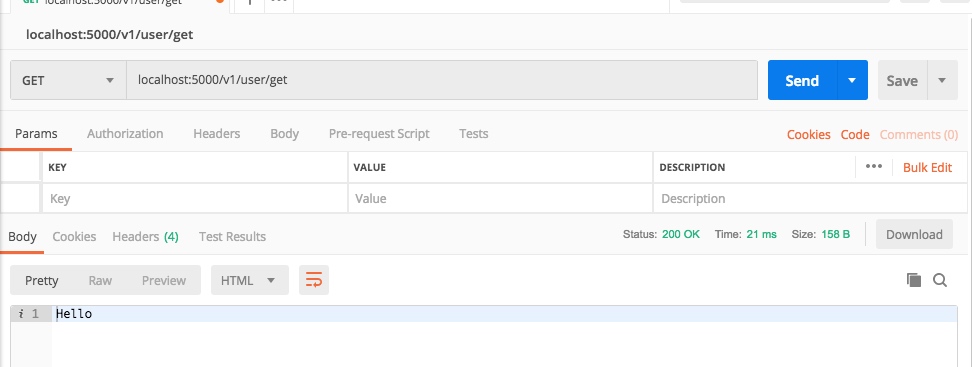 GET localhost:5000/v1/user/get
localhost:5000/v1/user/get
GET localhost:5000/v1/user/get Send Save
Params Authorization Headers Body Pre-request Script Tests Cookies Code Comments (0)
KEY VALUE DESCRIPTION ••• Bulk Edit
Key Value Description
Body Cookies Headers (4) Test Results Status: 200 OK Time: 21 ms Size: 158 B Download
Pretty Raw Preview HTML
i 1 Hello